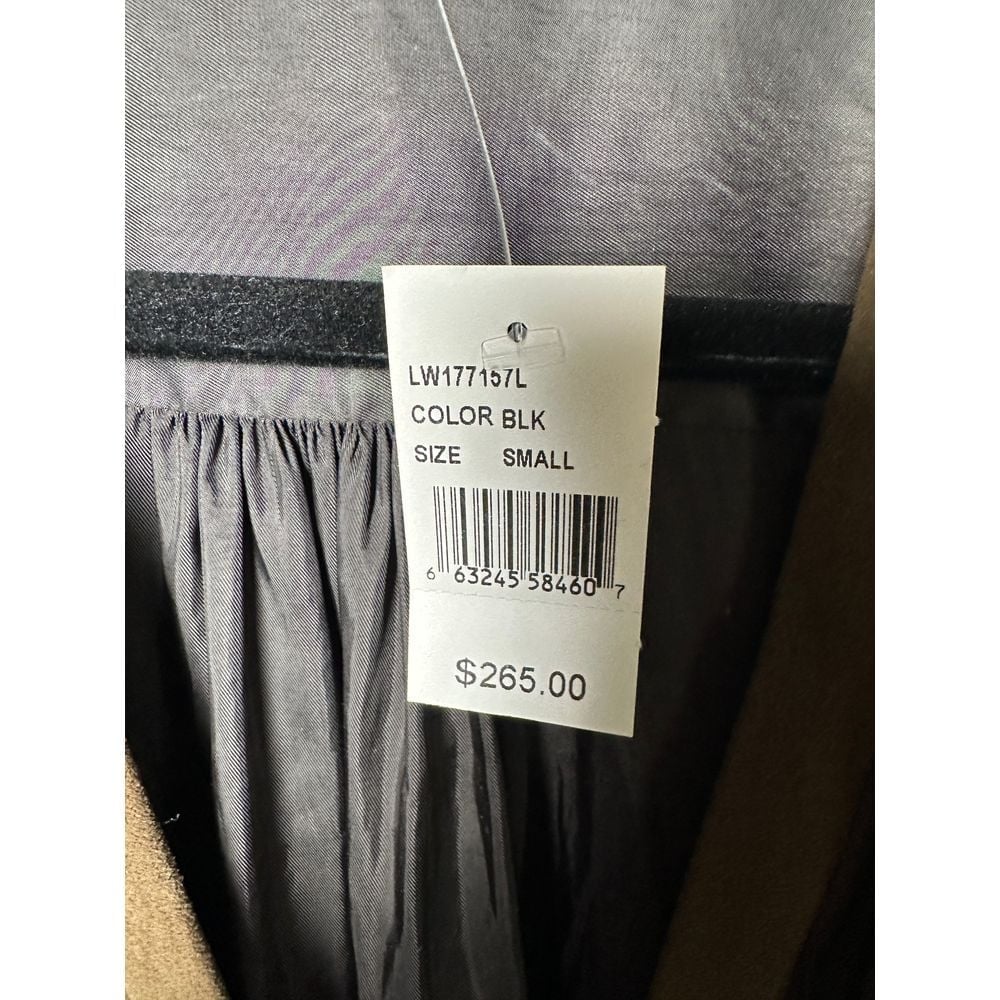 LW177157L
COLOR BLK
SIZE SMALL
6 63245 58460 7
$265.00